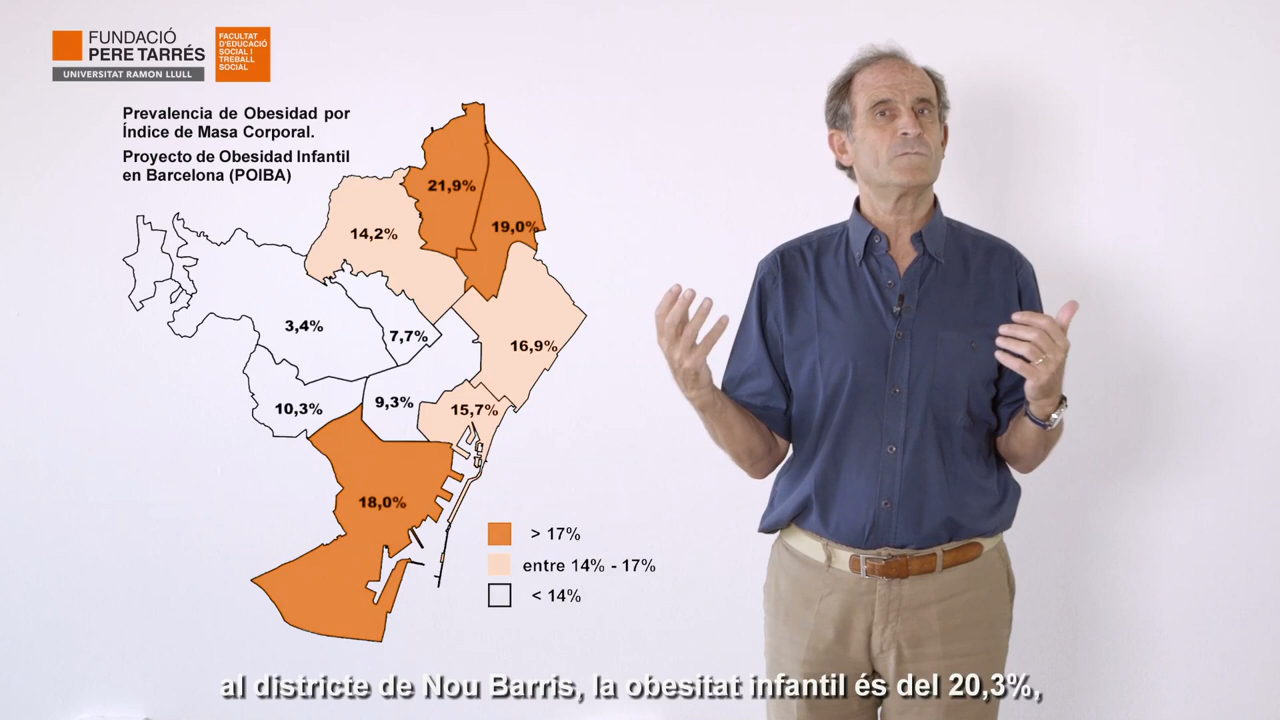 FUNDACIÓ
PERE TARRÉS
UNIVERSITAT RAMON LLULL
FACULTAT
D'EDUCACIÓ
SOCIAL I
TREBALL
SOCIAL
Prevalencia de Obesidad por
Índice de Masa Corporal.
Proyecto de Obesidad Infantil
en Barcelona (POIBA)
21,9%
19,0%
14,2%
3,4%
7,7%
16,9%
10,3%
9,3%
15,7%
18,0%
> 17%
entre 14% - 17%
< 14%
al districte de Nou Barris, la obesitat infantil és del 20,3%,